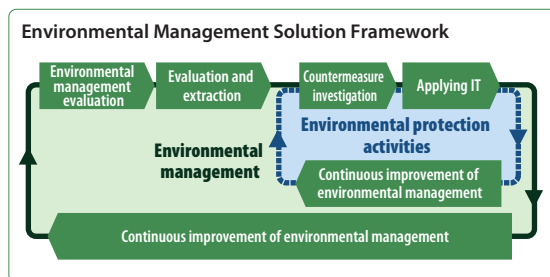 Environmental Management Solution Framework
Environmental
management
evaluation
Evaluation and
extraction
Countermeasure
investigation
Applying IT
Environmental protection
activities
Environmental
management
Continuous improvement of
environmental management
Continuous improvement of environmental management